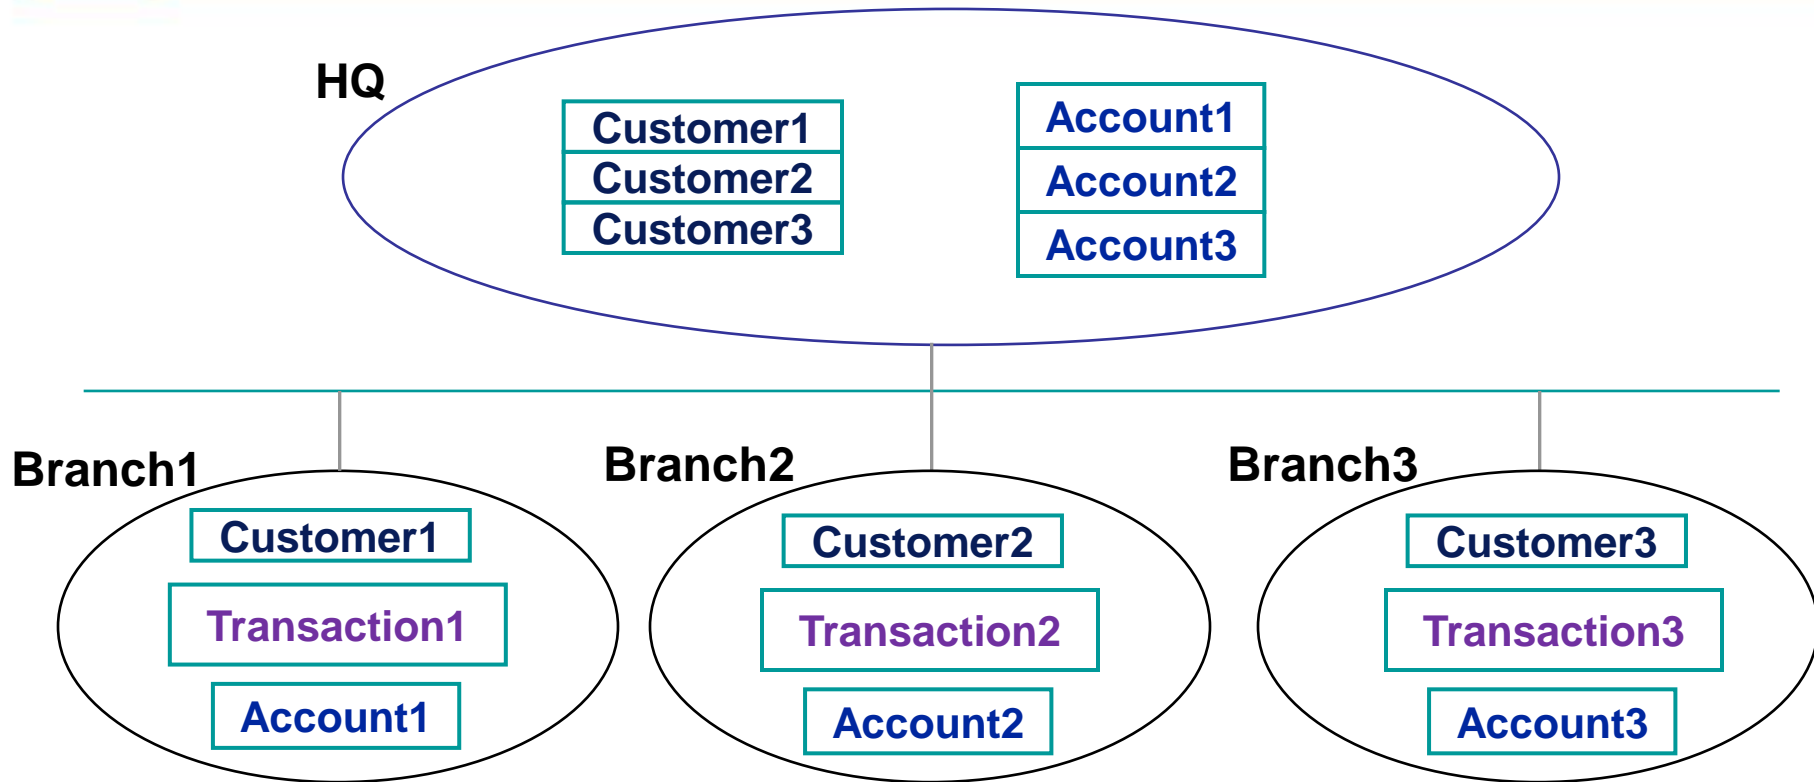 HQ
Customer1
Customer2
Customer3
Account1
Account2
Account3
Branch1
Customer1
Transaction1
Account1
Branch2
Customer2
Transaction2
Account2
Branch3
Customer3
Transaction3
Account3